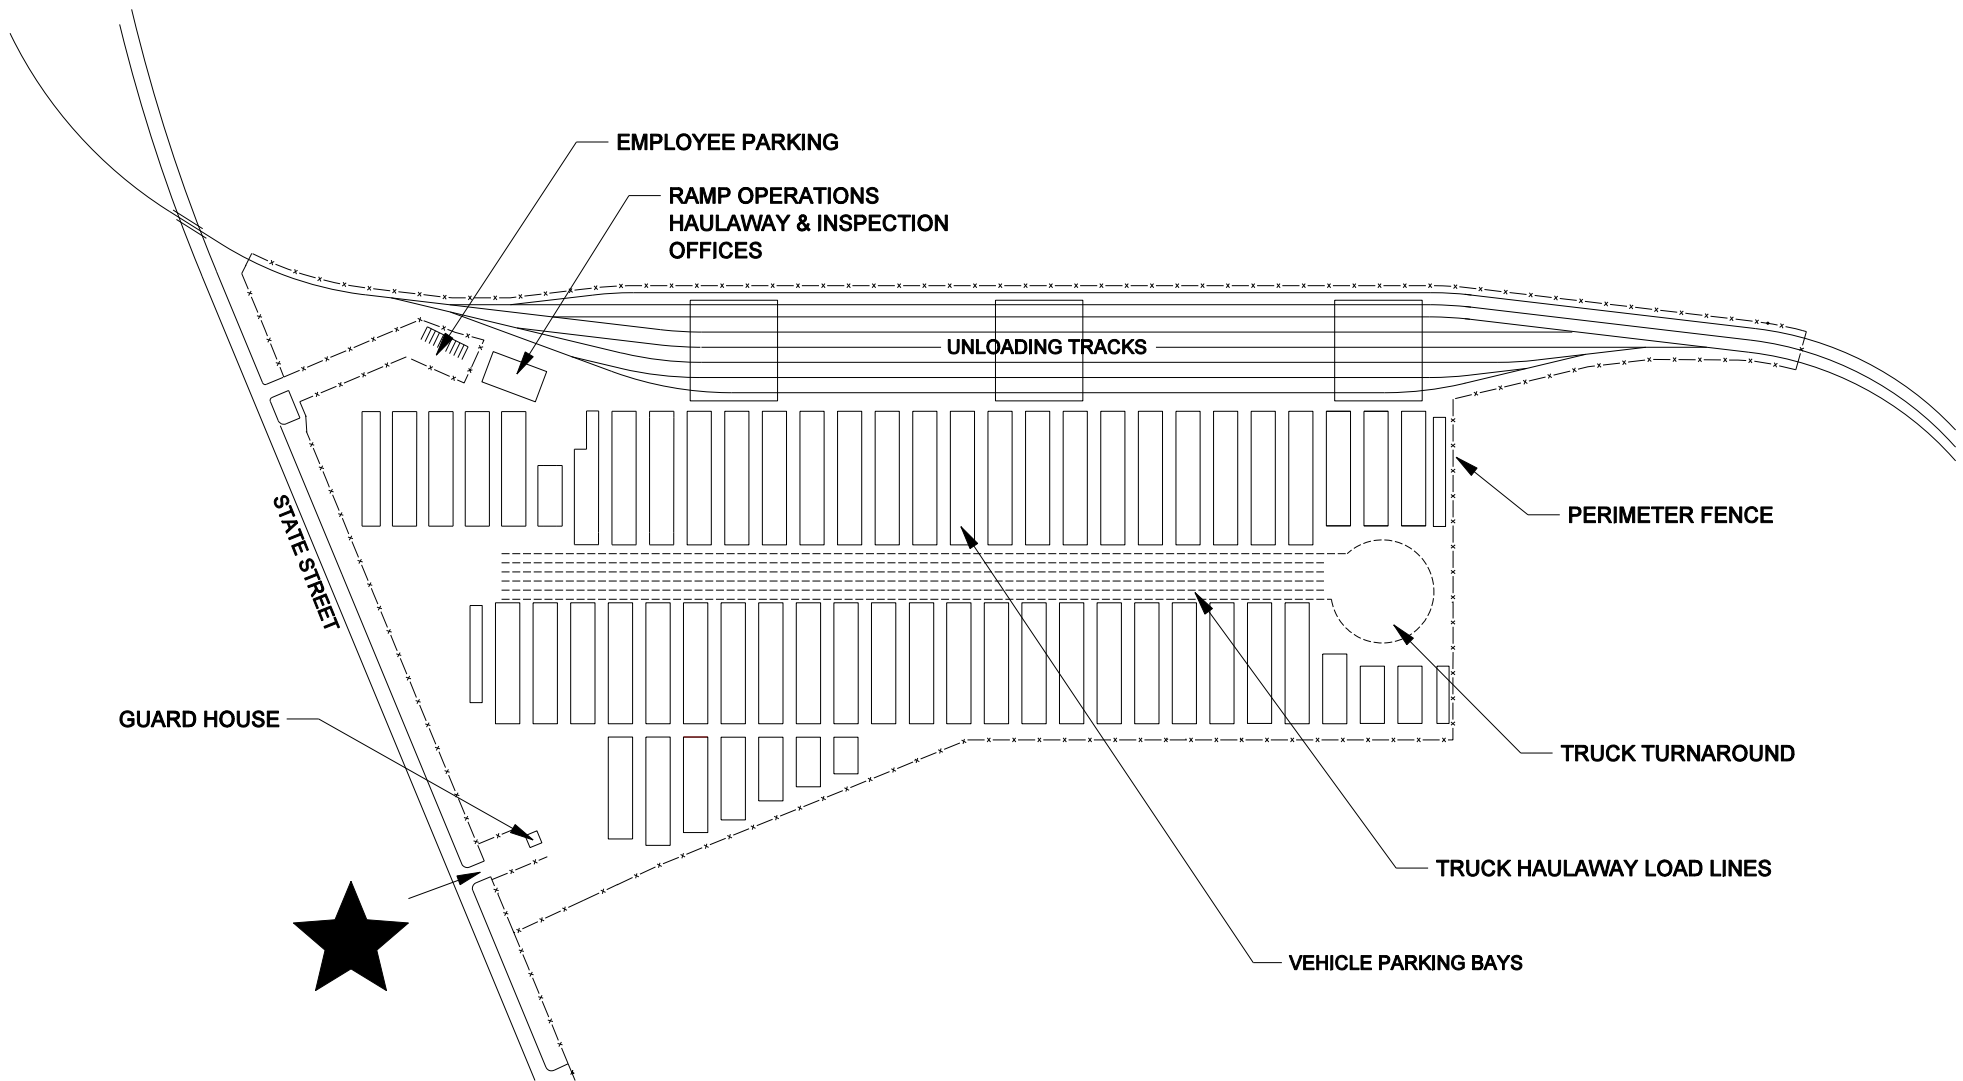 EMPLOYEE PARKING
RAMP OPERATIONS
HAULAWAY & INSPECTION
OFFICES
UNLOADING TRACKS
PERIMETER FENCE
STATE STREET
GUARD HOUSE
TRUCK TURNAROUND
TRUCK HAULAWAY LOAD LINES
VEHICLE PARKING BAYS